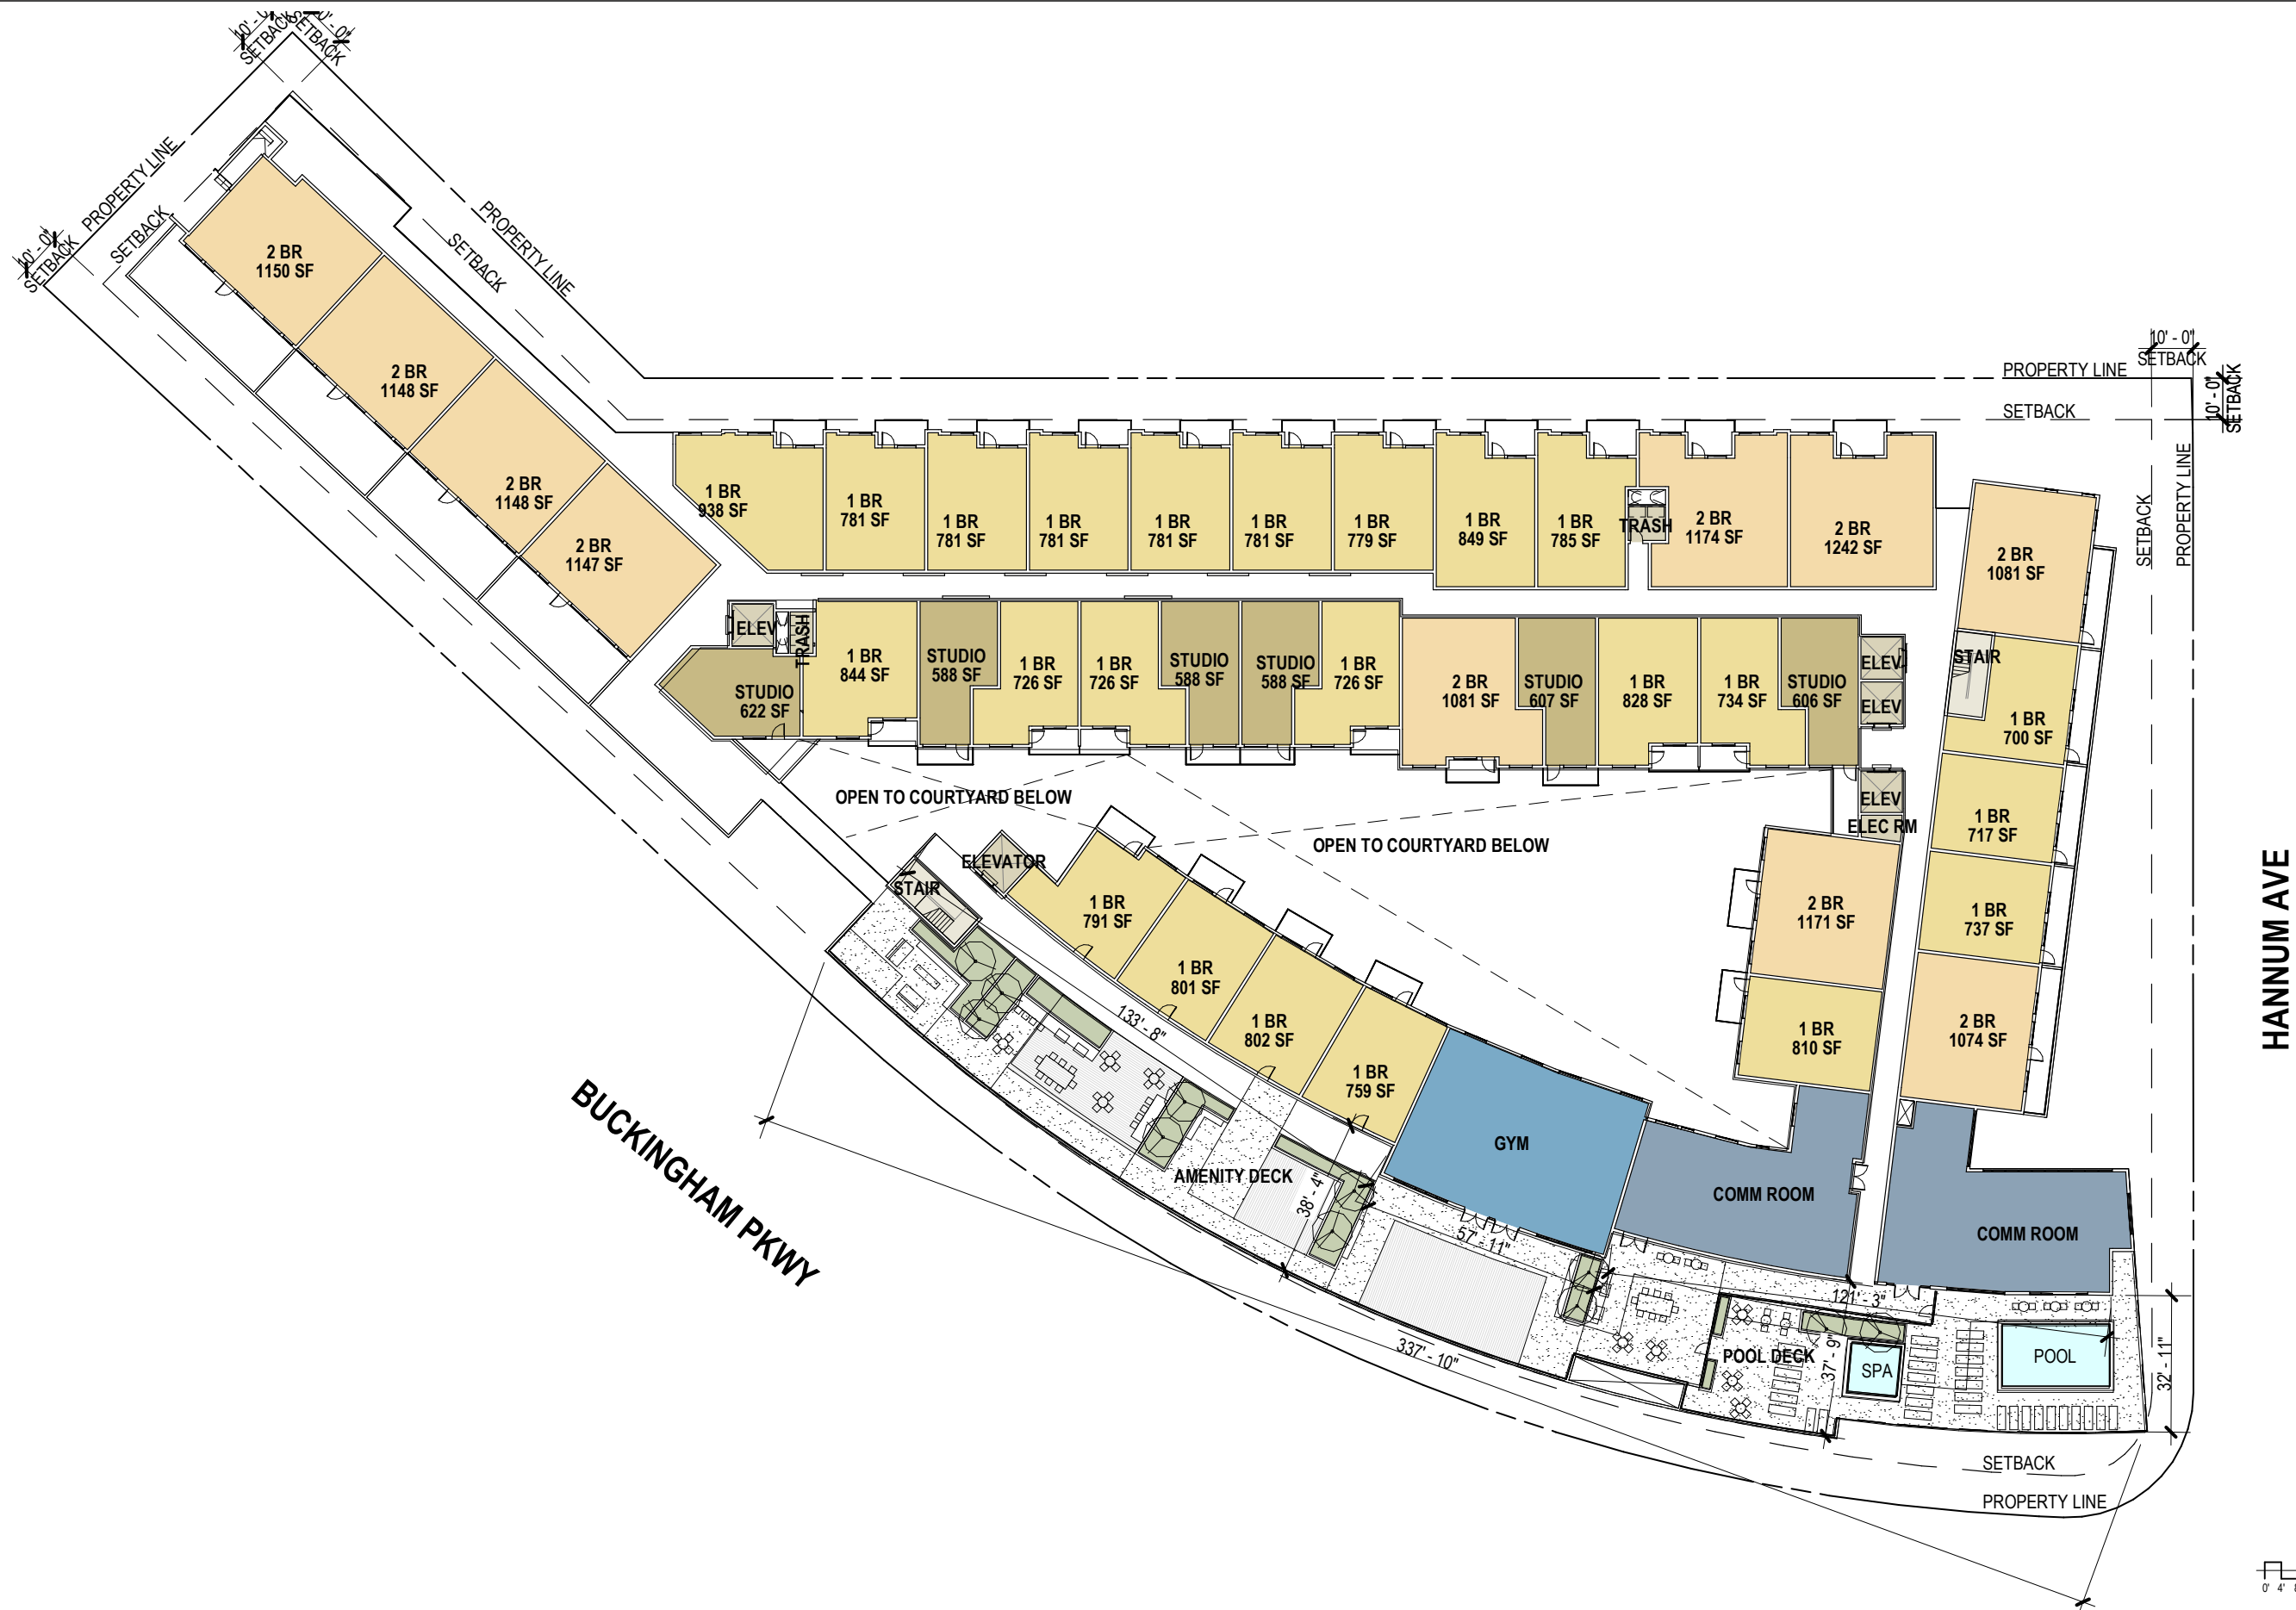 10' - 0"
SETBACK
10' - 0"
SETBACK
PROPERTY LINE
SETBACK
10' - 0"
SETBACK
PROPERTY LINE
SETBACK
10' - 0"
SETBACK
10' - 0"
SETBACK
PROPERTY LINE
SETBACK
SETBACK
PROPERTY LINE
2 BR
1150 SF
2 BR
1148 SF
2 BR
1148 SF
2 BR
1147 SF
1 BR
938 SF
1 BR
781 SF
1 BR
781 SF
1 BR
781 SF
1 BR
781 SF
1 BR
781 SF
1 BR
779 SF
1 BR
849 SF
1 BR
785 SF
TRASH
2 BR
1174 SF
2 BR
1242 SF
2 BR
1081 SF
ELEV
TRASH
STUDIO
622 SF
1 BR
844 SF
STUDIO
588 SF
1 BR
726 SF
1 BR
726 SF
STUDIO
588 SF
STUDIO
588 SF
1 BR
726 SF
2 BR
1081 SF
STUDIO
607 SF
1 BR
828 SF
1 BR
734 SF
STUDIO
606 SF
ELEV
ELEV
STAIR
1 BR
700 SF
OPEN TO COURTYARD BELOW
OPEN TO COURTYARD BELOW
ELEV
ELEC RM
1 BR
717 SF
ELEVATOR
STAIR
1 BR
791 SF
1 BR
801 SF
1 BR
802 SF
1 BR
759 SF
2 BR
1171 SF
1 BR
810 SF
1 BR
737 SF
2 BR
1074 SF
HANNUM AVE
133' - 8"
GYM
AMENITY DECK
38' - 4"
COMM ROOM
COMM ROOM
57' - 11"
121' - 3"
BUCKINGHAM PKWY
337' - 10"
POOL DECK
37' - 9"
SPA
POOL
32' - 11"
SETBACK
PROPERTY LINE
0' 4'